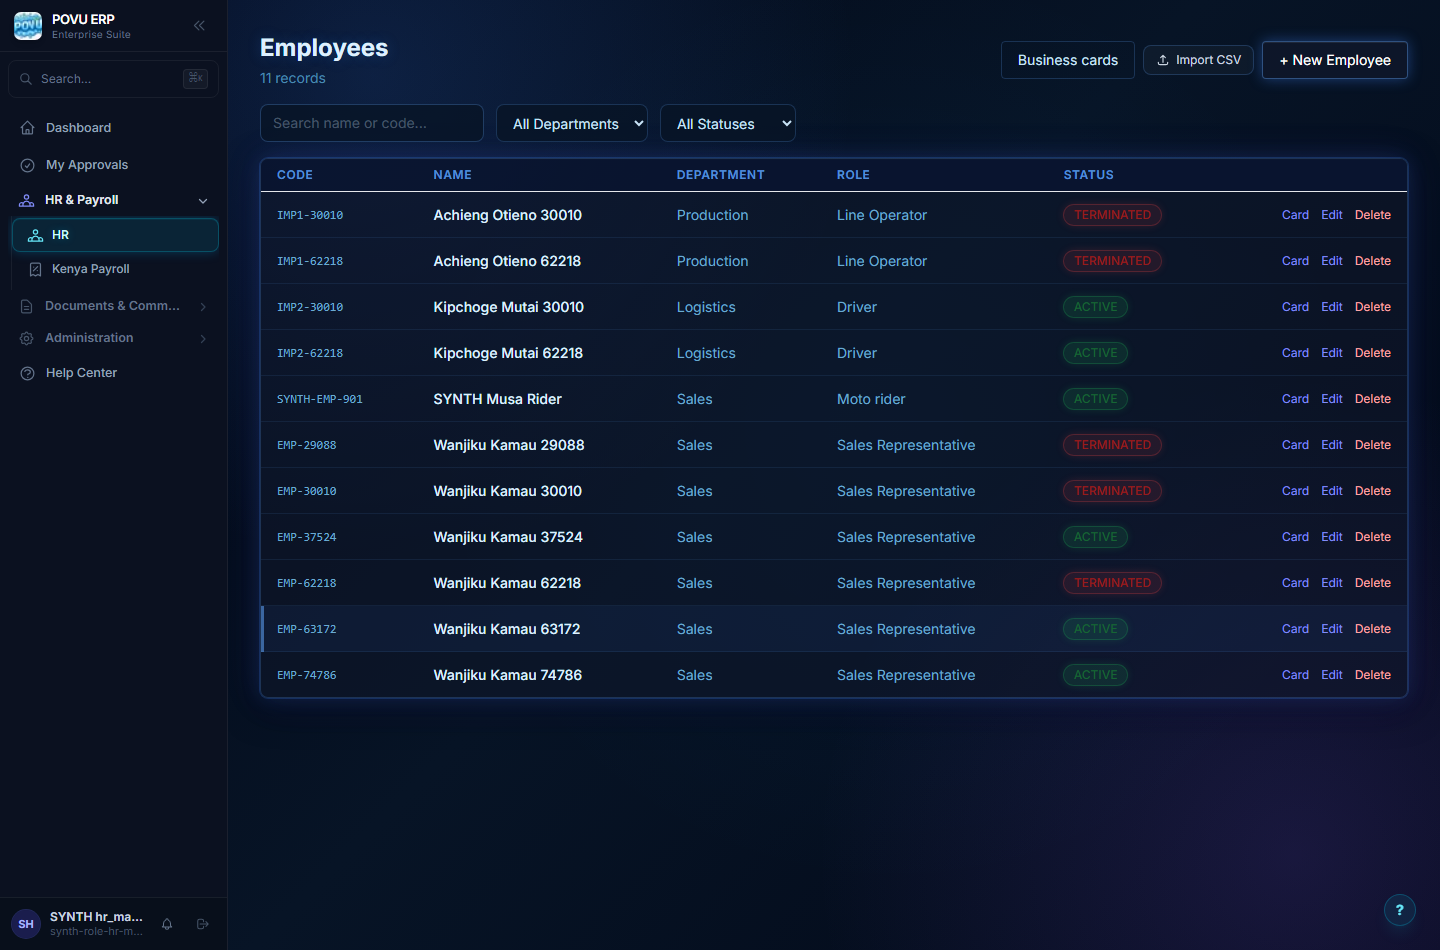 POVU ERP
Enterprise Suite
Search...
⌘K
Dashboard
My Approvals
HR & Payroll
HR
Kenya Payroll
Documents & Comm...
Administration
Help Center
SH
SYNTH hr_ma...
synth-role-hr-m...
Employees
11 records
Business cards
Import CSV
+ New Employee
Search name or code...
All Departments
All Statuses
CODE NAME DEPARTMENT ROLE STATUS
IMP1-30010 Achieng Otieno 30010 Production Line Operator TERMINATED Card Edit Delete
IMP1-62218 Achieng Otieno 62218 Production Line Operator TERMINATED Card Edit Delete
IMP2-30010 Kipchoge Mutai 30010 Logistics Driver ACTIVE Card Edit Delete
IMP2-62218 Kipchoge Mutai 62218 Logistics Driver ACTIVE Card Edit Delete
SYNTH-EMP-901 SYNTH Musa Rider Sales Moto rider ACTIVE Card Edit Delete
EMP-29088 Wanjiku Kamau 29088 Sales Sales Representative TERMINATED Card Edit Delete
EMP-30010 Wanjiku Kamau 30010 Sales Sales Representative TERMINATED Card Edit Delete
EMP-37524 Wanjiku Kamau 37524 Sales Sales Representative ACTIVE Card Edit Delete
EMP-62218 Wanjiku Kamau 62218 Sales Sales Representative TERMINATED Card Edit Delete
EMP-63172 Wanjiku Kamau 63172 Sales Sales Representative ACTIVE Card Edit Delete
EMP-74786 Wanjiku Kamau 74786 Sales Sales Representative ACTIVE Card Edit Delete
?